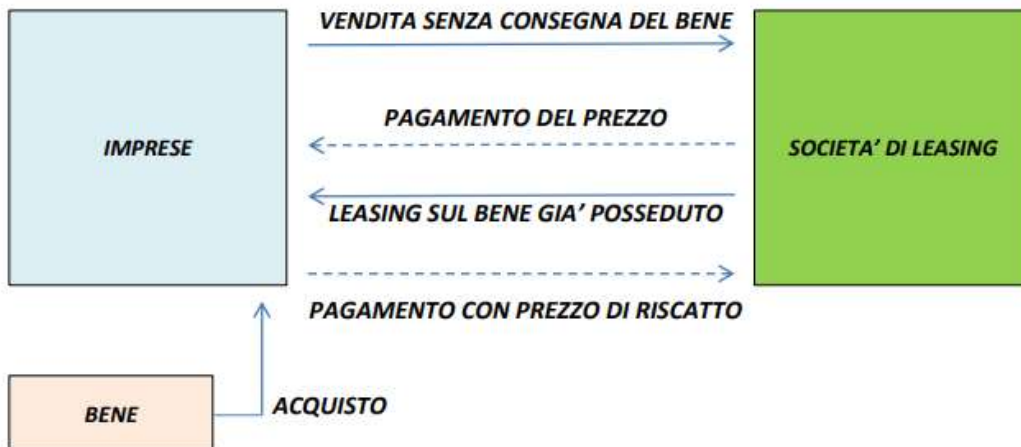 VENDITA SENZA CONSEGNA DEL BENE
PAGAMENTO DEL PREZZO
IMPRESE
SOCIETA’ DI LEASING
LEASING SUL BENE GIA’ POSSEDUTO
PAGAMENTO CON PREZZO DI RISCATTO
BENE
ACQUISTO